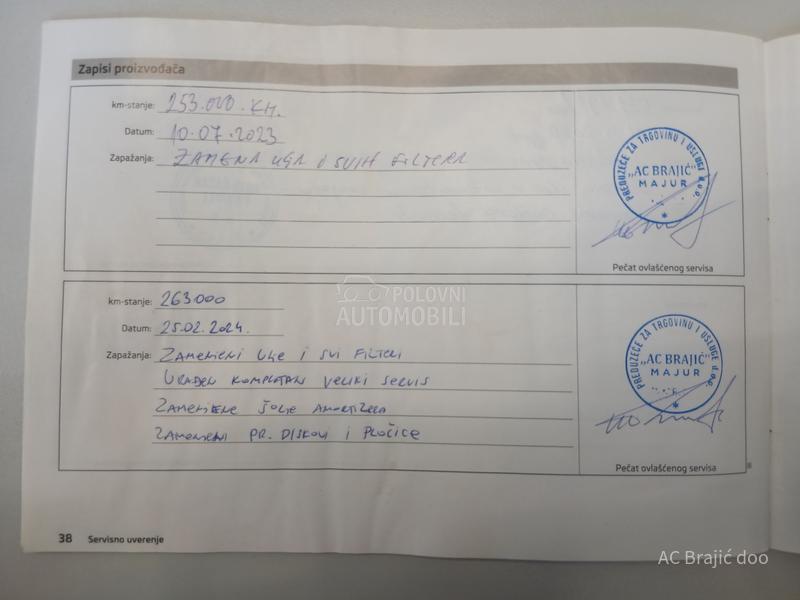 Zapisi proizvođača
km-stanje: 253.000. KM.
Datum: 10.07.2023
Zapažanja: ZAMENA ULJA I SVIH FILTERA
PREDUZEĆE ZA TRGOVINU I USLUGE d.o.o.
"AC BRAJIĆ"
MAJUR
Pečat ovlašćenog servisa
km-stanje: 263000
Datum: 25.02.2024.
Zapažanja: ZAMENJENI ULJE I SVI FILTERI
URAĐEN KOMPLETAN VELIKI SERVIS
ZAMENJENE ŠOLJE AMORTIZERA
ZAMENJENI PR. DISKOVI I PLOČICE
PREDUZEĆE ZA TRGOVINU I USLUGE d.o.o.
"AC BRAJIĆ"
MAJUR
Pečat ovlašćenog servisa
POLOVNI
AUTOMOBILI
38 Servisno uverenje
AC Brajić doo